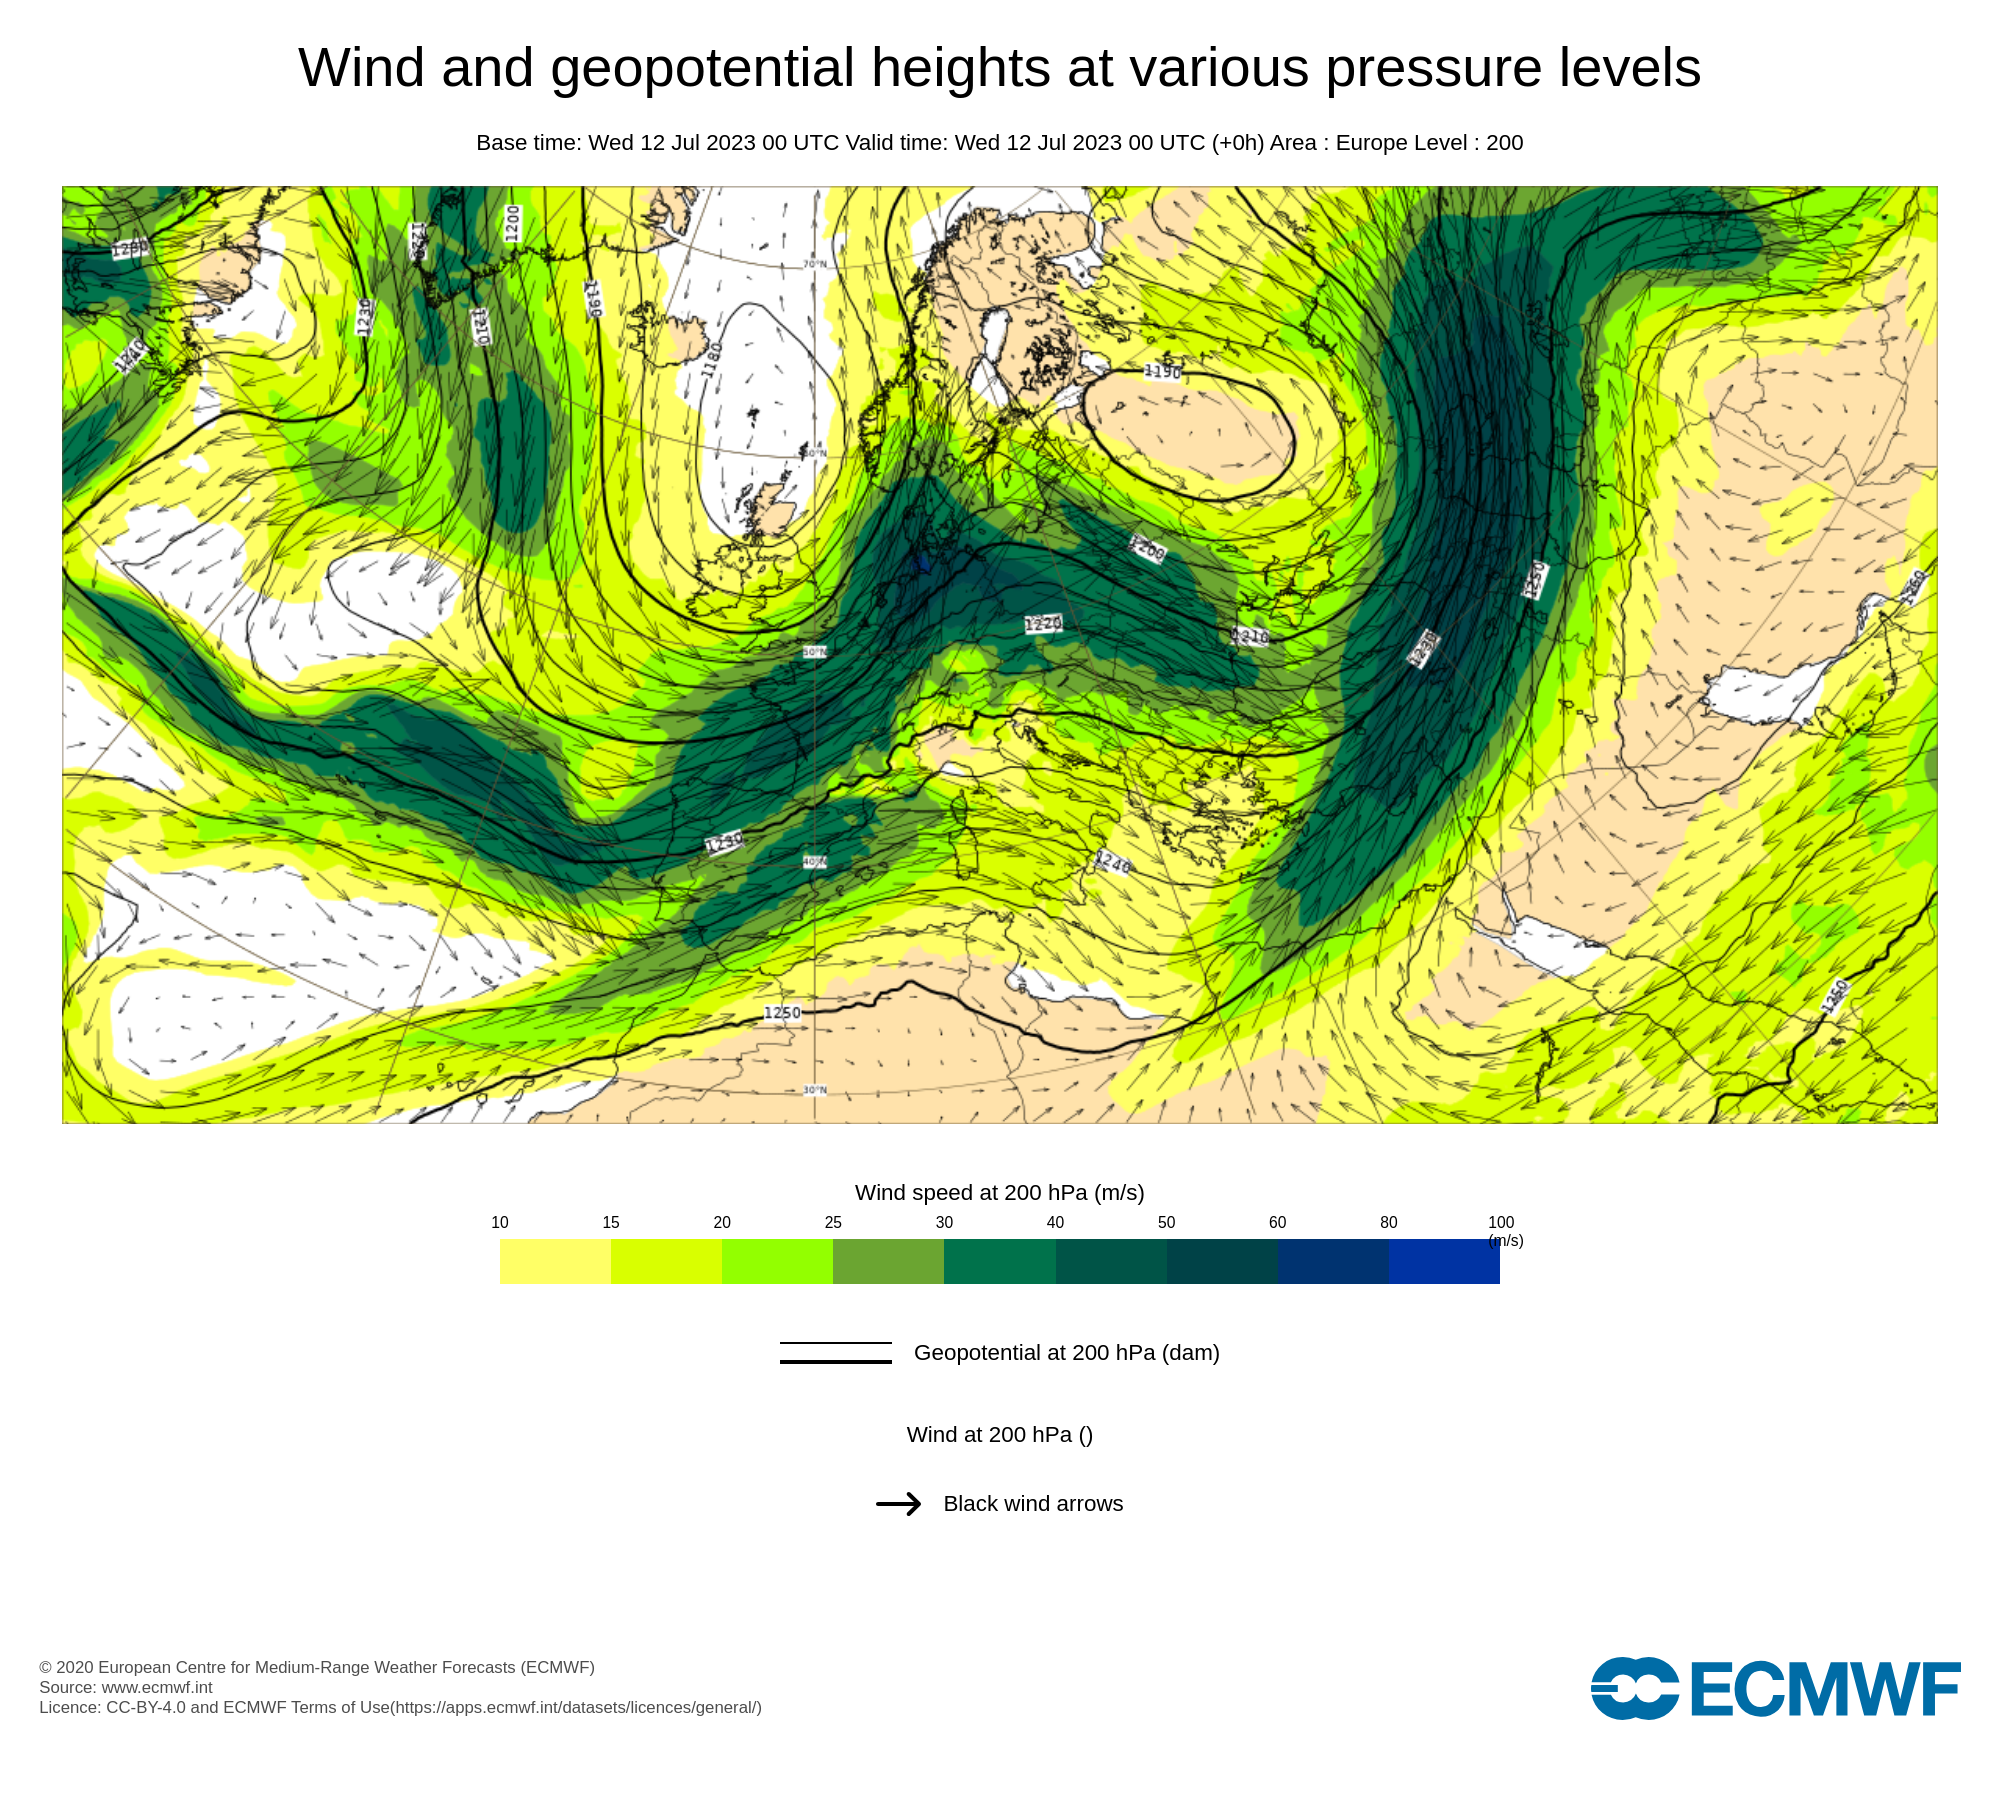 Wind and geopotential heights at various pressure levels
Base time: Wed 12 Jul 2023 00 UTC Valid time: Wed 12 Jul 2023 00 UTC (+0h) Area : Europe Level : 200
1200
1230
1210
1190
70°N
1180
1190
60°N
1200
1250
1260
1220
1210
50°N
1230
1230
40°N
1240
1250
1250
30°N
Wind speed at 200 hPa (m/s)
10 15 20 25 30 40 50 60 80 100
(m/s)
Geopotential at 200 hPa (dam)
Wind at 200 hPa ()
Black wind arrows
© 2020 European Centre for Medium-Range Weather Forecasts (ECMWF)
Source: www.ecmwf.int
Licence: CC-BY-4.0 and ECMWF Terms of Use(https://apps.ecmwf.int/datasets/licences/general/)
ECMWF